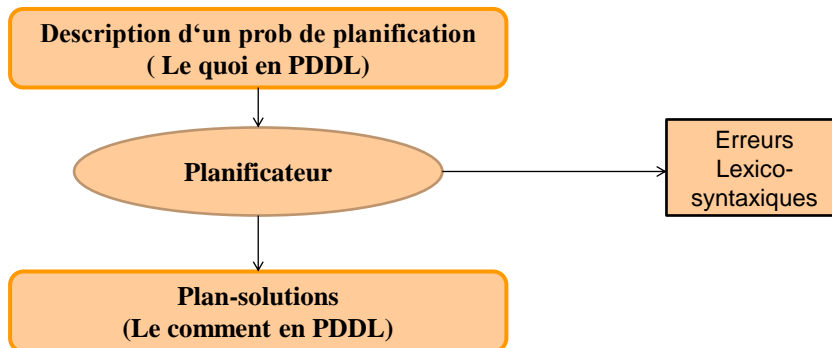 Description d‘un prob de planification
( Le quoi en PDDL)
Planificateur
Erreurs
Lexico-
syntaxiques
Plan-solutions
(Le comment en PDDL)